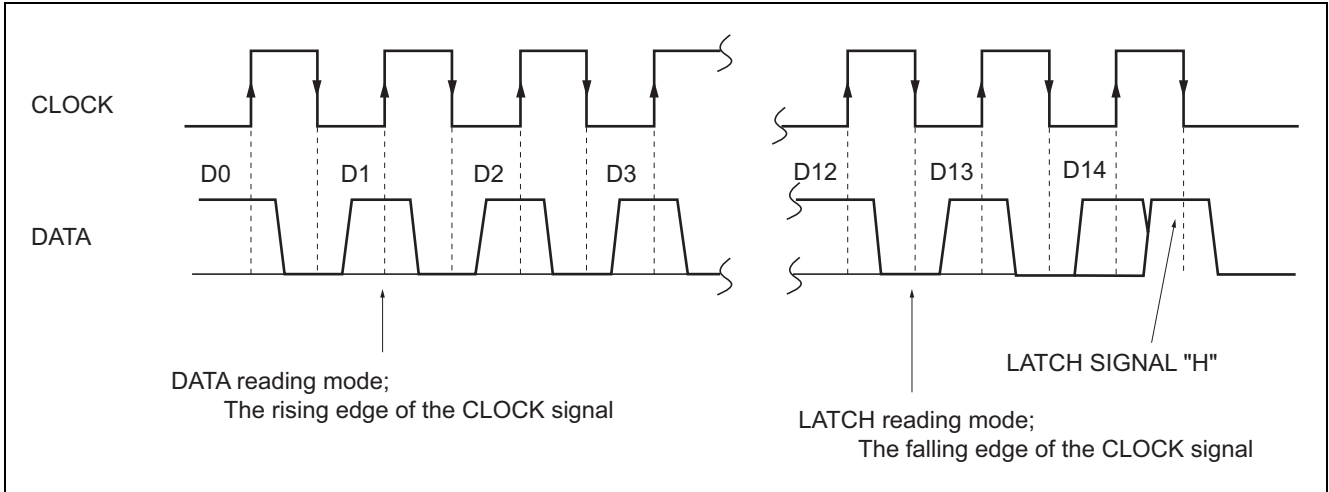 CLOCK
D0 D1 D2 D3 D12 D13 D14
DATA
LATCH SIGNAL "H"
DATA reading mode;
The rising edge of the CLOCK signal
LATCH reading mode;
The falling edge of the CLOCK signal